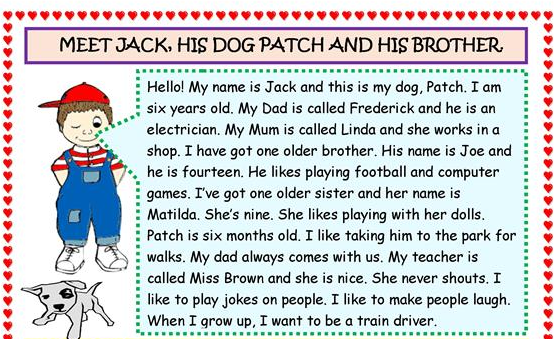 MEET JACK, HIS DOG PATCH AND HIS BROTHER.
Hello! My name is Jack and this is my dog, Patch. I am
six years old. My Dad is called Frederick and he is an
electrician. My Mum is called Linda and she works in a
shop. I have got one older brother. His name is Joe and
he is fourteen. He likes playing football and computer
games. I've got one older sister and her name is
Matilda. She's nine. She likes playing with her dolls.
Patch is six months old. I like taking him to the park for
walks. My dad always comes with us. My teacher is
called Miss Brown and she is nice. She never shouts. I
like to play jokes on people. I like to make people laugh.
When I grow up, I want to be a train driver.